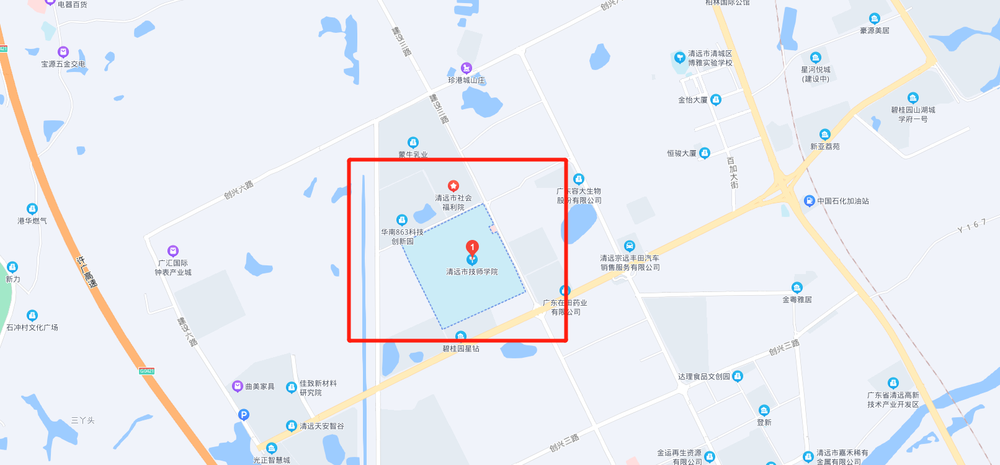 电器百货
宝源五金交电
创兴六
柏林国际公馆
豪源美居
建设三路
清远市清城区
博雅实验学校
星河悦城
(建设中)
珍港城山庄
金怡大厦
碧桂园山湖城
学府一号
建设三路
新亚荔苑
蒙牛乳业
恒骏大厦
百加大街
创兴六路
清远市社会
福利院
广东容大生物
股份有限公司
中国石化加油站
港华燃气
华南863科技
创新园
Y167
1
清远市技师学院
广汇国际
钟表产业城
许广高速
清远宗远丰田汽车
销售服务有限公司
新力
金粤雅居
广东在田药业
有限公司
石冲村文化广场
建设六路
碧桂园星钻
创兴三路
G0421
达理食品文创园
曲美家具
佳致新材料
研究院
广东省清远高新
技术产业开发区
三丫头
P
清远天安智谷
登新
创兴三路
光正智慧城
金运再生资源
有限公司
清远市嘉禾稀有
金属有限公司